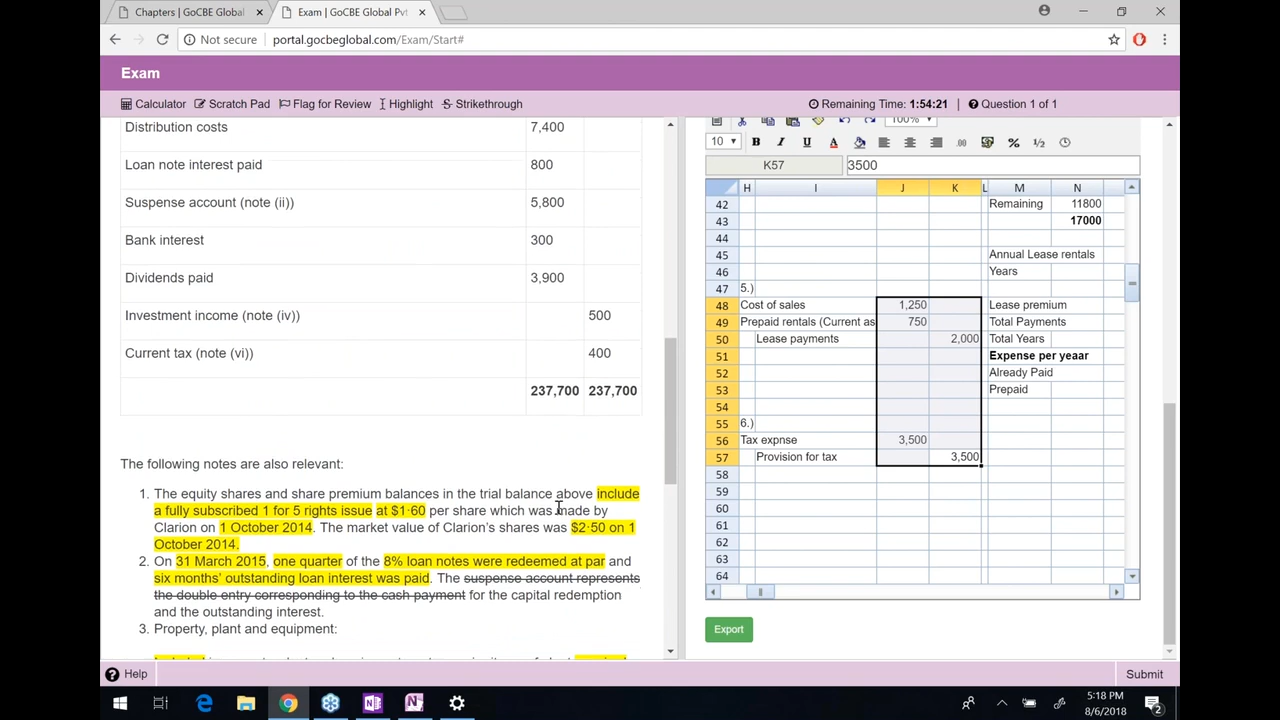 Chapters | GoCBE Global
Exam | GoCBE Global Pvt
Not secure
portal.gocbeglobal.com/Exam/Start#
Exam
Calculator
Scratch Pad
Flag for Review
Highlight
Strikethrough
Remaining Time: 1:54:21
Question 1 of 1
Distribution costs 7,400
Loan note interest paid 800
Suspense account (note (ii)) 5,800
Bank interest 300
Dividends paid 3,900
Investment income (note (iv)) 500
Current tax (note (vi)) 400
237,700 237,700
The following notes are also relevant:
1. The equity shares and share premium balances in the trial balance above include
a fully subscribed 1 for 5 rights issue at $1·60 per share which was made by
Clarion on 1 October 2014. The market value of Clarion's shares was $2·50 on 1
October 2014.
2. On 31 March 2015, one quarter of the 8% loan notes were redeemed at par and
six months' outstanding loan interest was paid. The suspense account represents
the double entry corresponding to the cash payment for the capital redemption
and the outstanding interest.
3. Property, plant and equipment:
100%
10 B I U A
K57 3500
H I J K L M N
42 Remaining 11800
43 17000
44
45 Annual Lease rentals
46 Years
47 5.)
48 Cost of sales 1,250 Lease premium
49 Prepaid rentals (Current as 750 Total Payments
50 Lease payments 2,000 Total Years
51 Expense per yeaar
52 Already Paid
53 Prepaid
54
55 6.)
56 Tax expnse 3,500
57 Provision for tax 3,500
58
59
60
61
62
63
64
Export
Help
Submit
5:18 PM
8/6/2018